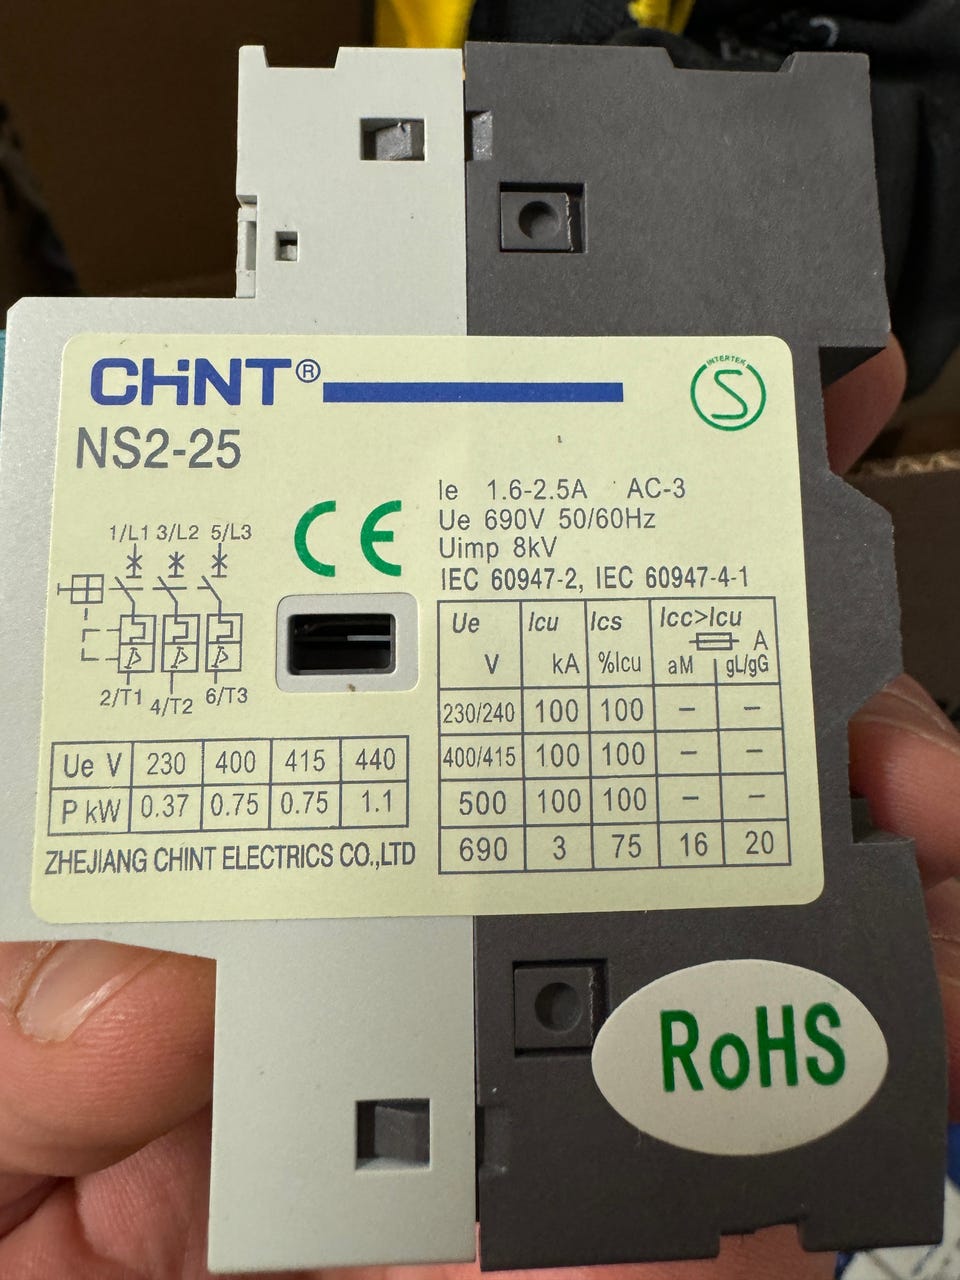 CHiNT®
INTERTEK
S
NS2-25
Ie 1.6-2.5A AC-3
Ue 690V 50/60Hz
Uimp 8kV
IEC 60947-2, IEC 60947-4-1
CE
1/L1 3/L2 5/L3
2/T1 4/T2 6/T3
Ue V 230 400 415 440
P kW 0.37 0.75 0.75 1.1
ZHEJIANG CHINT ELECTRICS CO.,LTD
Ue Icu Ics Icc>Icu
A
V kA %Icu aM gL/gG
230/240 100 100 – –
400/415 100 100 – –
500 100 100 – –
690 3 75 16 20
RoHS